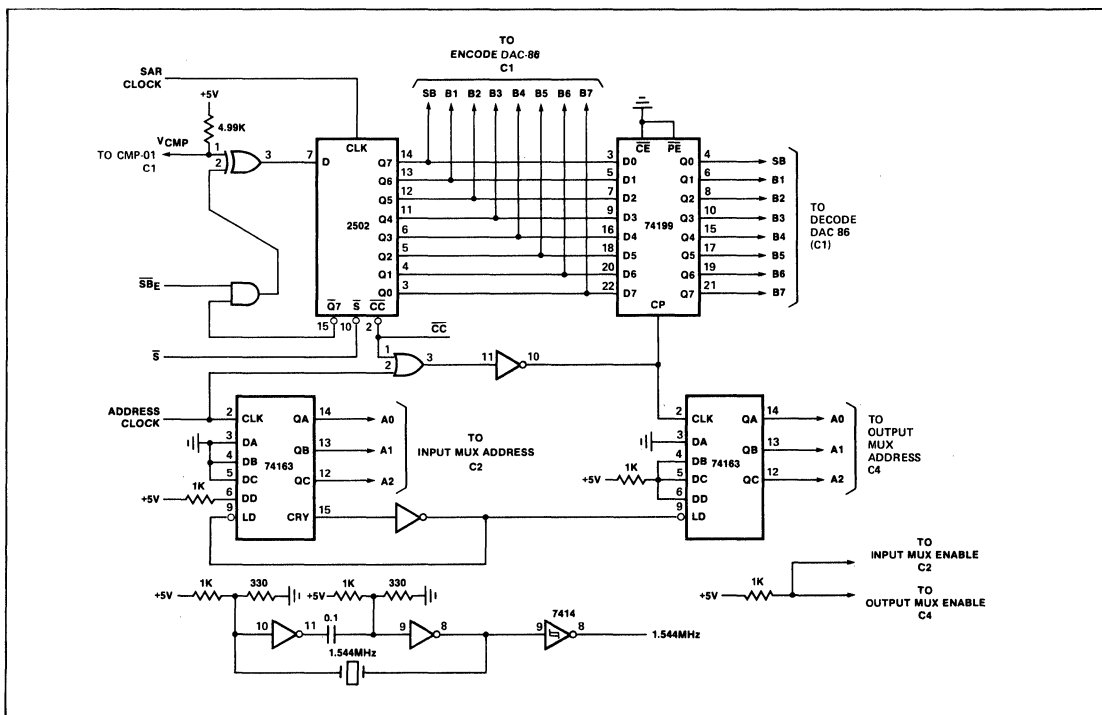 TO
ENCODE DAC-86
C1
SAR
CLOCK
SB B1 B2 B3 B4 B5 B6 B7
+5V
4.99K
VCMP
TO CMP-01
C1
1
2
3
7
D
CLK
2502
Q7
Q6
Q5
Q4
Q3
Q2
Q1
Q0
14
13
12
11
6
5
4
3
Q7
S
CC
15
10
2
SBE
S
CC
CE
PE
3
5
7
9
16
18
20
22
D0
D1
D2
D3
D4
D5
D6
D7
74199
CP
Q0
Q1
Q2
Q3
Q4
Q5
Q6
Q7
4
6
8
10
15
17
19
21
SB
B1
B2
B3
B4
B5
B6
B7
TO
DECODE
DAC 86
(C1)
1
2
3
11
10
ADDRESS
CLOCK
2
3
4
5
6
9
CLK
DA
DB
DC
DD
LD
74163
QA
QB
QC
CRY
14
13
12
15
A0
A1
A2
TO
INPUT MUX ADDRESS
C2
+5V
1K
+5V
1K
2
3
4
5
6
9
CLK
DA
DB
DC
DD
LD
74163
QA
QB
QC
14
13
12
A0
A1
A2
TO
OUTPUT
MUX
ADDRESS
C4
+5V
1K
330
+5V
1K
330
10
11
0.1
9
8
7414
9
8
1.544MHz
1.544MHz
+5V
1K
TO
INPUT MUX ENABLE
C2
TO
OUTPUT MUX ENABLE
C4